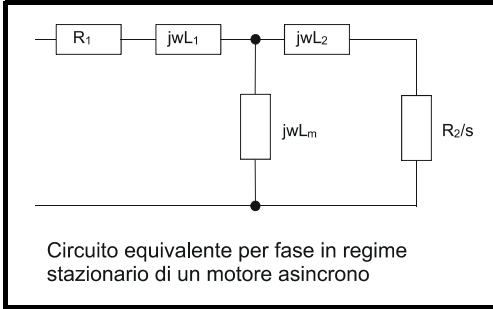 R₁ jwL₁ jwL₂
jwLₘ R₂/s
Circuito equivalente per fase in regime
stazionario di un motore asincrono